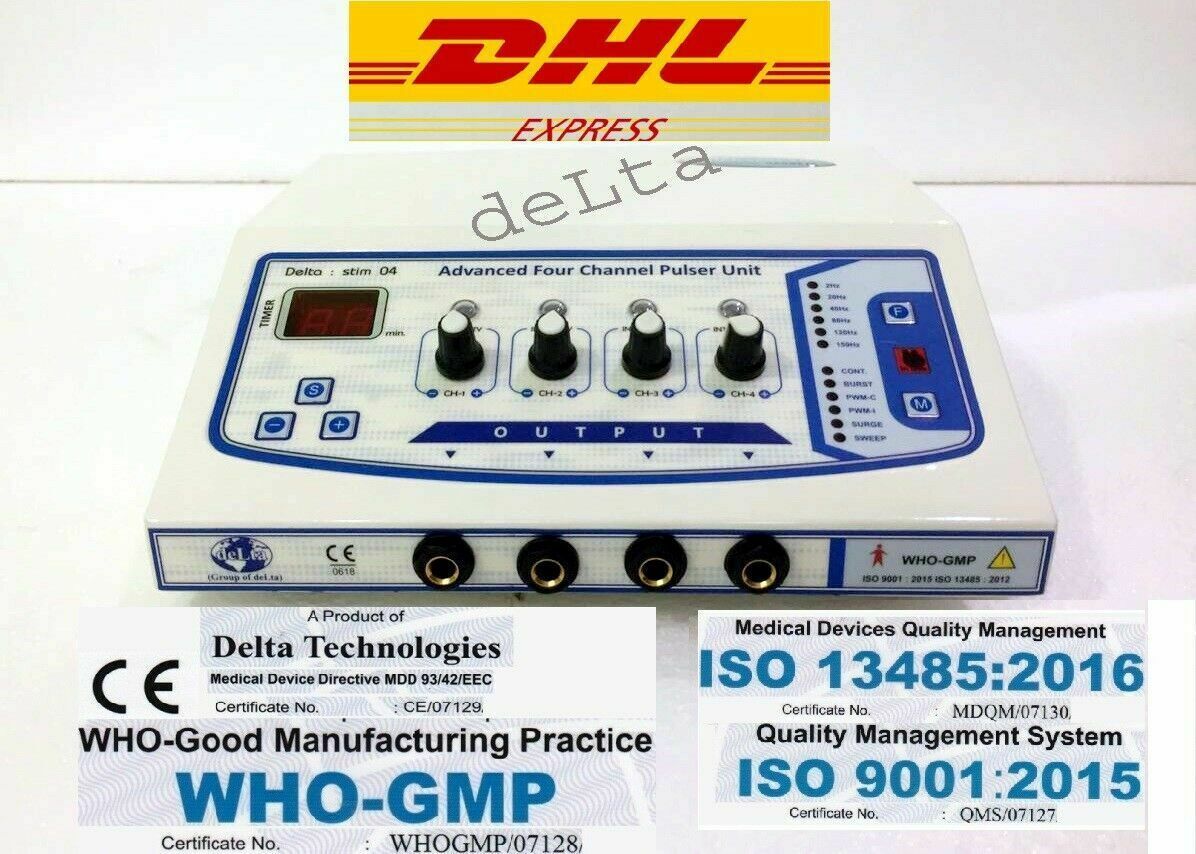 DHL
EXPRESS
deLta
Delta : stim 04
Advanced Four Channel Pulser Unit
TIMER
min.
2Hz
20Hz
40Hz
80Hz
130Hz
150Hz
F
CONT.
BURST
PWM-C
PWM-I
SURGE
SWEEP
M
S
- +
- CH-1 + - CH-2 + - CH-3 + - CH-4 +
OUTPUT
deLta
(Group of deLta)
CE
0618
WHO-GMP
ISO 9001 : 2015 ISO 13485 : 2012
A Product of
Delta Technologies
CE
Medical Device Directive MDD 93/42/EEC
Certificate No. : CE/07129
WHO-Good Manufacturing Practice
WHO-GMP
Certificate No. : WHOGMP/07128
Medical Devices Quality Management
ISO 13485:2016
Certificate No. : MDQM/07130
Quality Management System
ISO 9001:2015
Certificate No. : QMS/07127